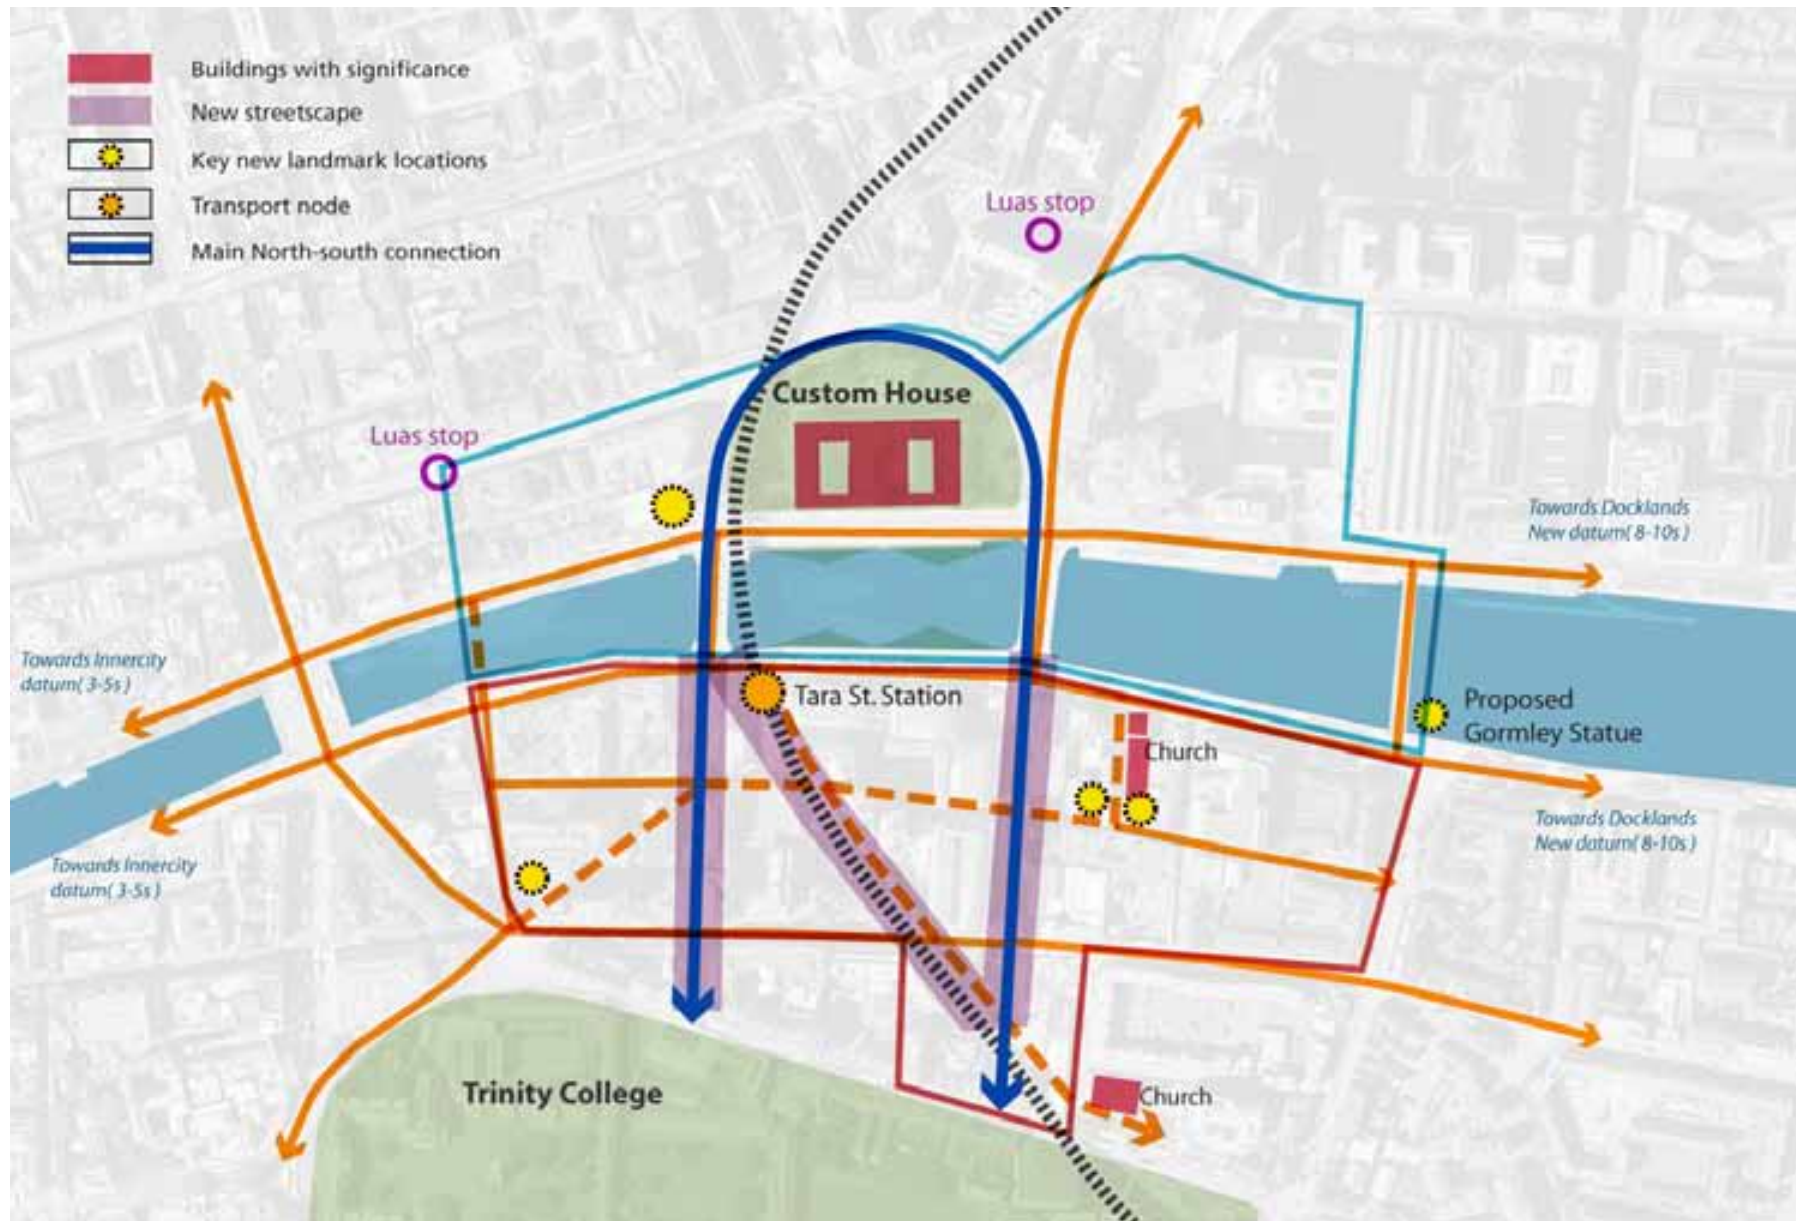 Buildings with significance
New streetscape
Key new landmark locations
Transport node
Main North-south connection
Luas stop
Custom House
Luas stop
Towards Docklands
New datum( 8-10s )
Towards Innercity
datum( 3-5s )
Tara St. Station
Proposed
Gormley Statue
Church
Towards Docklands
New datum( 8-10s )
Towards Innercity
datum( 3-5s )
Trinity College
Church